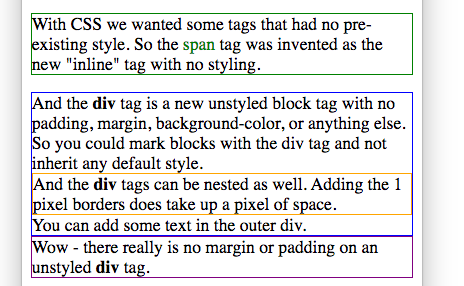 With CSS we wanted some tags that had no pre-
existing style. So the span tag was invented as the
new "inline" tag with no styling.
And the div tag is a new unstyled block tag with no
padding, margin, background-color, or anything else.
So you could mark blocks with the div tag and not
inherit any default style.
And the div tags can be nested as well. Adding the 1
pixel borders does take up a pixel of space.
You can add some text in the outer div.
Wow - there really is no margin or padding on an
unstyled div tag.